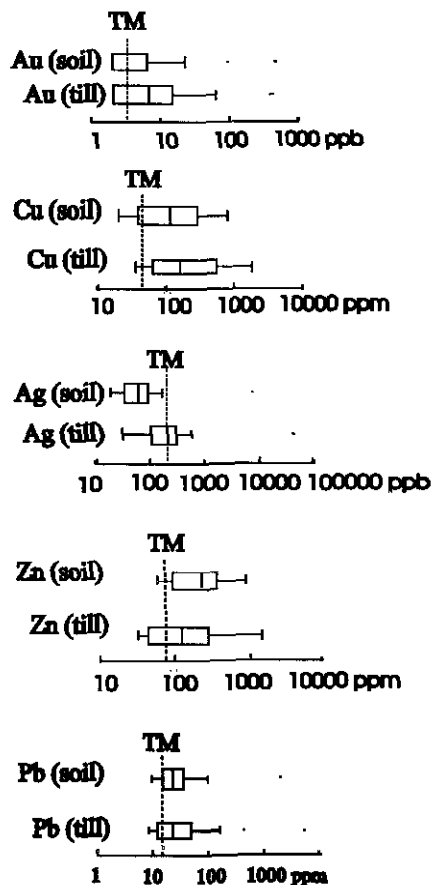 TM
Au (soil)
Au (till)
1 10 100 1000 ppb
TM
Cu (soil)
Cu (till)
10 100 1000 10000 ppm
TM
Ag (soil)
Ag (till)
10 100 1000 10000 100000 ppb
TM
Zn (soil)
Zn (till)
10 100 1000 10000 ppm
TM
Pb (soil)
Pb (till)
1 10 100 1000 ppm